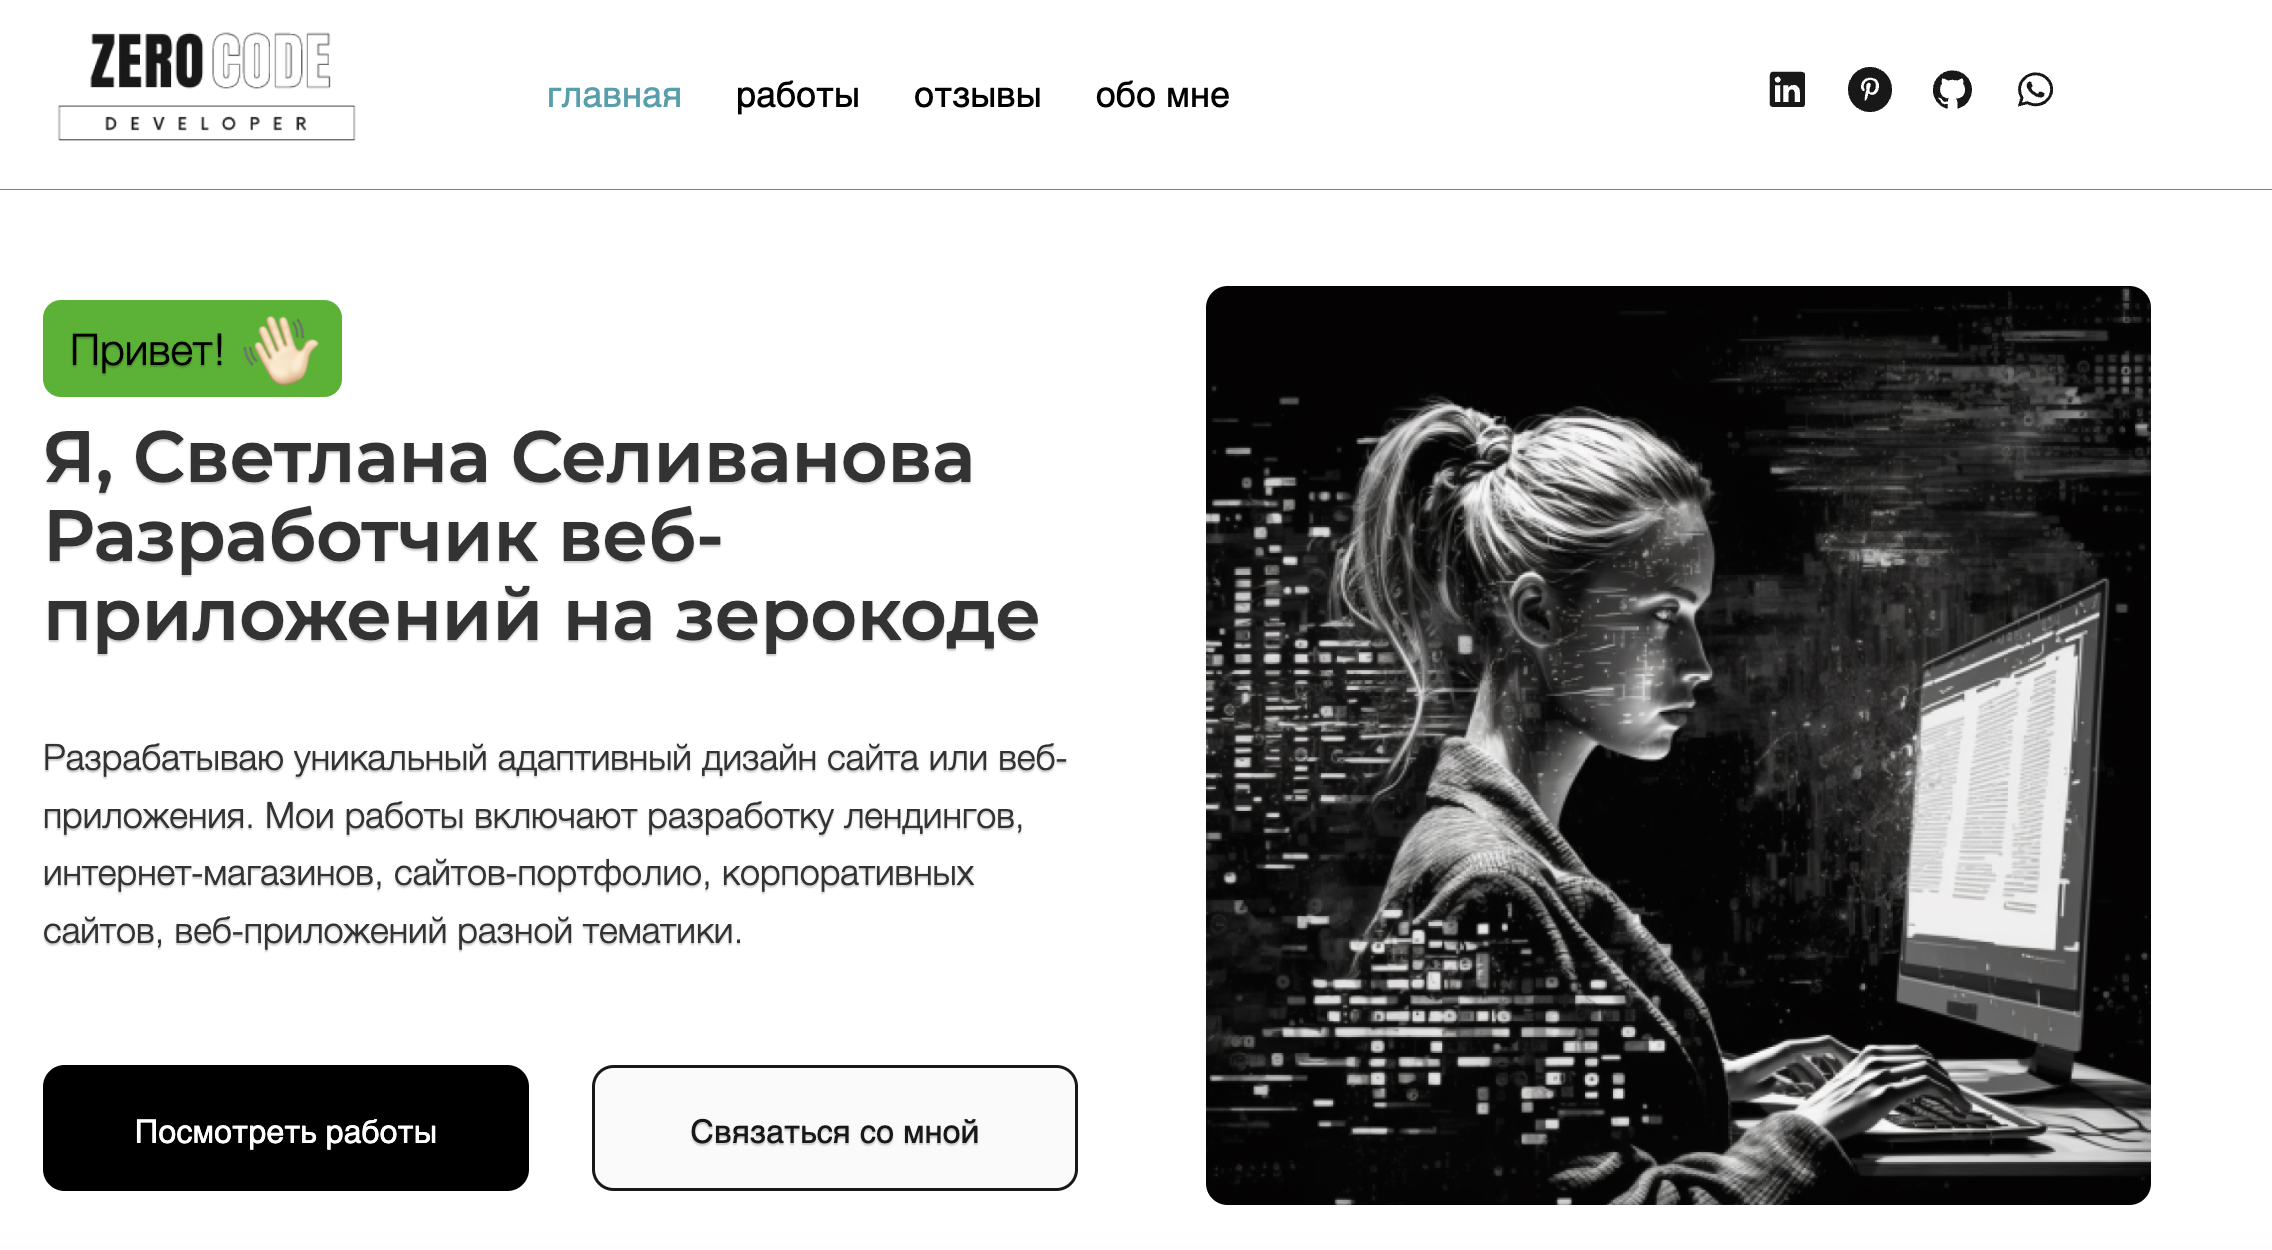 ZERO CODE
DEVELOPER
главная работы отзывы обо мне
Привет! 👋🏻
Я, Светлана Селиванова
Разработчик веб-
приложений на зерокоде
Разрабатываю уникальный адаптивный дизайн сайта или веб-
приложения. Мои работы включают разработку лендингов,
интернет-магазинов, сайтов-портфолио, корпоративных
сайтов, веб-приложений разной тематики.
Посмотреть работы
Связаться со мной